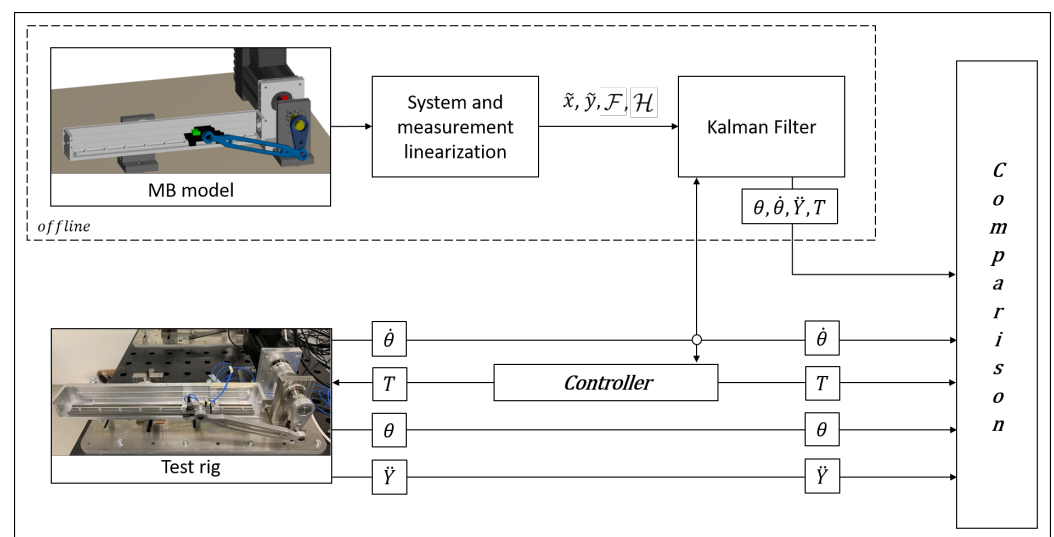 MB model
offline
System and
measurement
linearization
x̃, ỹ, ℱ, ℋ
Kalman Filter
θ, θ̇, Ÿ, T
C
o
m
p
a
r
i
s
o
n
Test rig
θ̇
θ̇
T
Controller
T
θ
θ
Ÿ
Ÿ